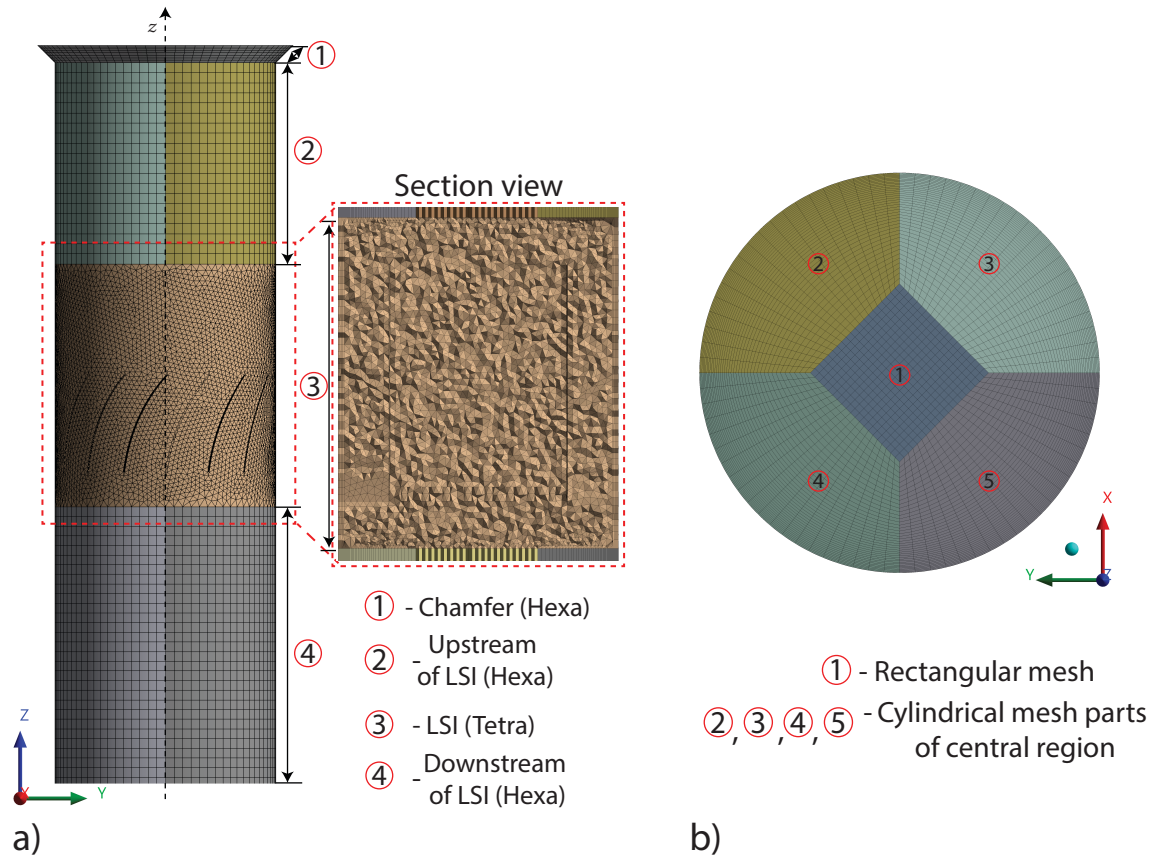 z
①
②
Section view
③
④
① - Chamfer (Hexa)
② - Upstream
of LSI (Hexa)
③ - LSI (Tetra)
④ - Downstream
of LSI (Hexa)
Z
Y
a)
②
③
①
④
⑤
X
Y
Z
① - Rectangular mesh
②, ③, ④, ⑤ - Cylindrical mesh parts
of central region
b)